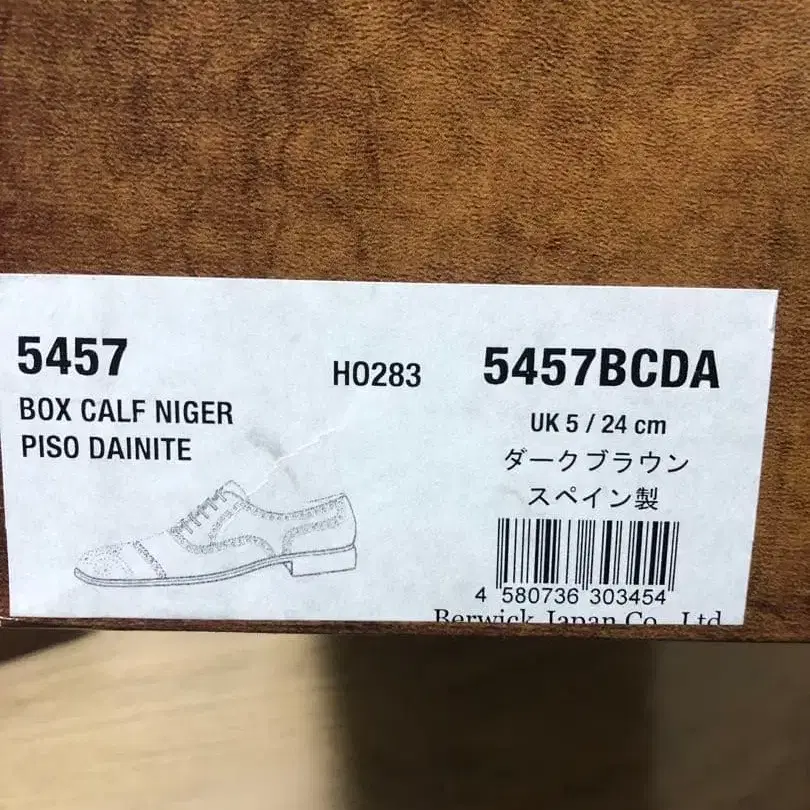 5457
HO283
5457BCDA
BOX CALF NIGER
PISO DAINITE
UK 5 / 24 cm
ダークブラウン
スペイン製
4 580736 303454
Berwick Japan Co., Ltd.